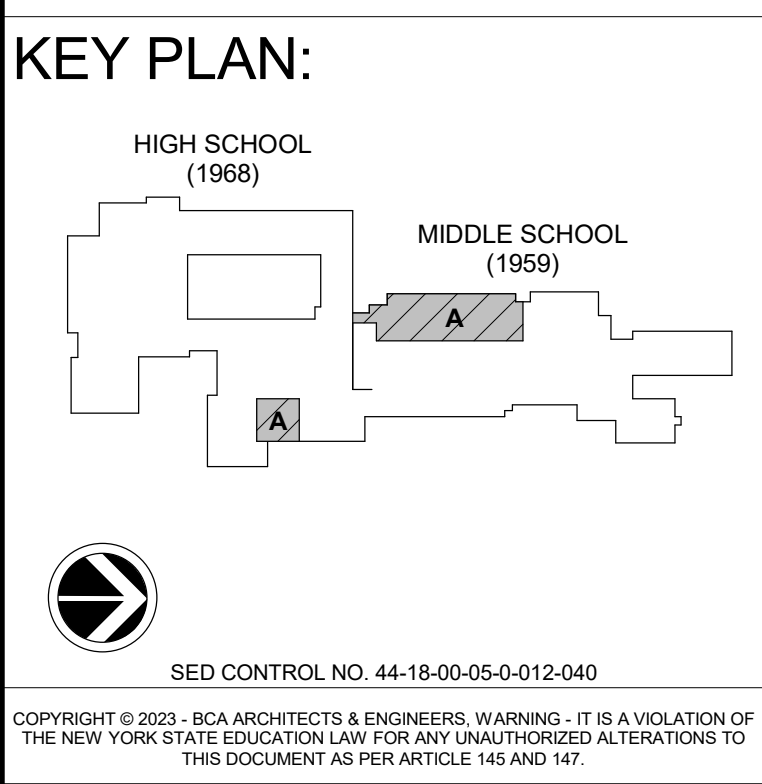 KEY PLAN:
HIGH SCHOOL
(1968)
MIDDLE SCHOOL
(1959)
A
A
SED CONTROL NO. 44-18-00-05-0-012-040
COPYRIGHT © 2023 - BCA ARCHITECTS & ENGINEERS, WARNING - IT IS A VIOLATION OF
THE NEW YORK STATE EDUCATION LAW FOR ANY UNAUTHORIZED ALTERATIONS TO
THIS DOCUMENT AS PER ARTICLE 145 AND 147.